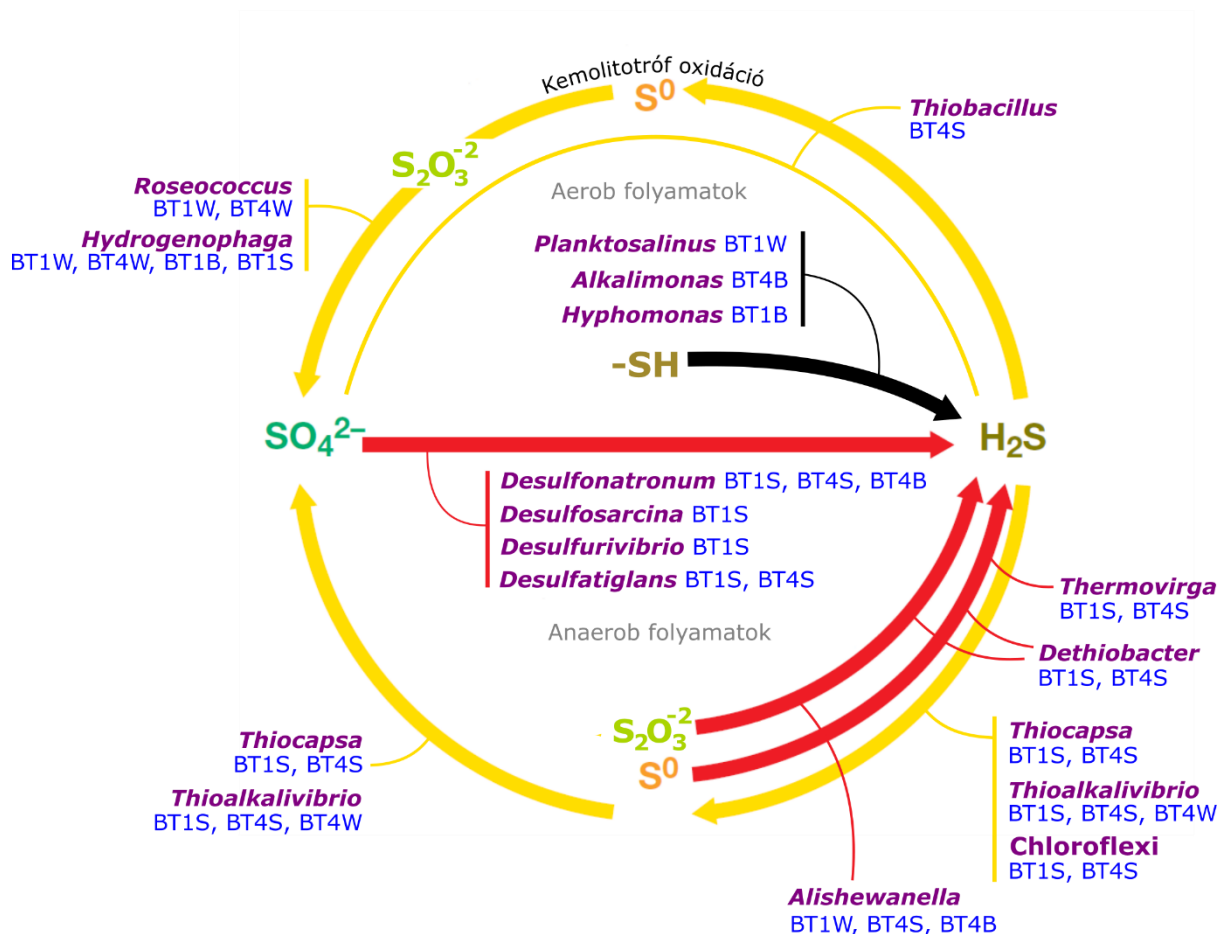 Kemolitotróf oxidáció
S⁰
Thiobacillus
BT4S
S₂O₃⁻²
Aerob folyamatok
Roseococcus
BT1W, BT4W
Hydrogenophaga
BT1W, BT4W, BT1B, BT1S
Planktosalinus BT1W
Alkalimonas BT4B
Hyphomonas BT1B
-SH
SO₄²⁻
H₂S
Desulfonatronum BT1S, BT4S, BT4B
Desulfosarcina BT1S
Desulfurivibrio BT1S
Desulfatiglans BT1S, BT4S
Anaerob folyamatok
Thermovirga
BT1S, BT4S
Dethiobacter
BT1S, BT4S
S₂O₃⁻²
S⁰
Thiocapsa
BT1S, BT4S
Thioalkalivibrio
BT1S, BT4S, BT4W
Thiocapsa
BT1S, BT4S
Thioalkalivibrio
BT1S, BT4S, BT4W
Chloroflexi
BT1S, BT4S
Alishewanella
BT1W, BT4S, BT4B